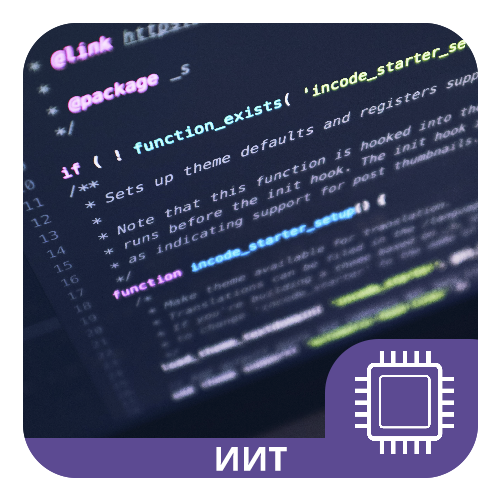 * @link https:
*
* @package _s
*/
if ( ! function_exists( 'incode_starter_se
/**
10
* Sets up theme defaults and registers supp
11
*
12
* Note that this function is hooked into the
13
* runs before the init hook. The init hook i
14
* as indicating support for post thumbnails.
15
*/
16
function incode_starter_setup() {
17
/*
18
* Make theme available for translation.
* Translations can be filed in the
* If you're building a theme based on
* to change 'incode_starter' to the name
ИИТ